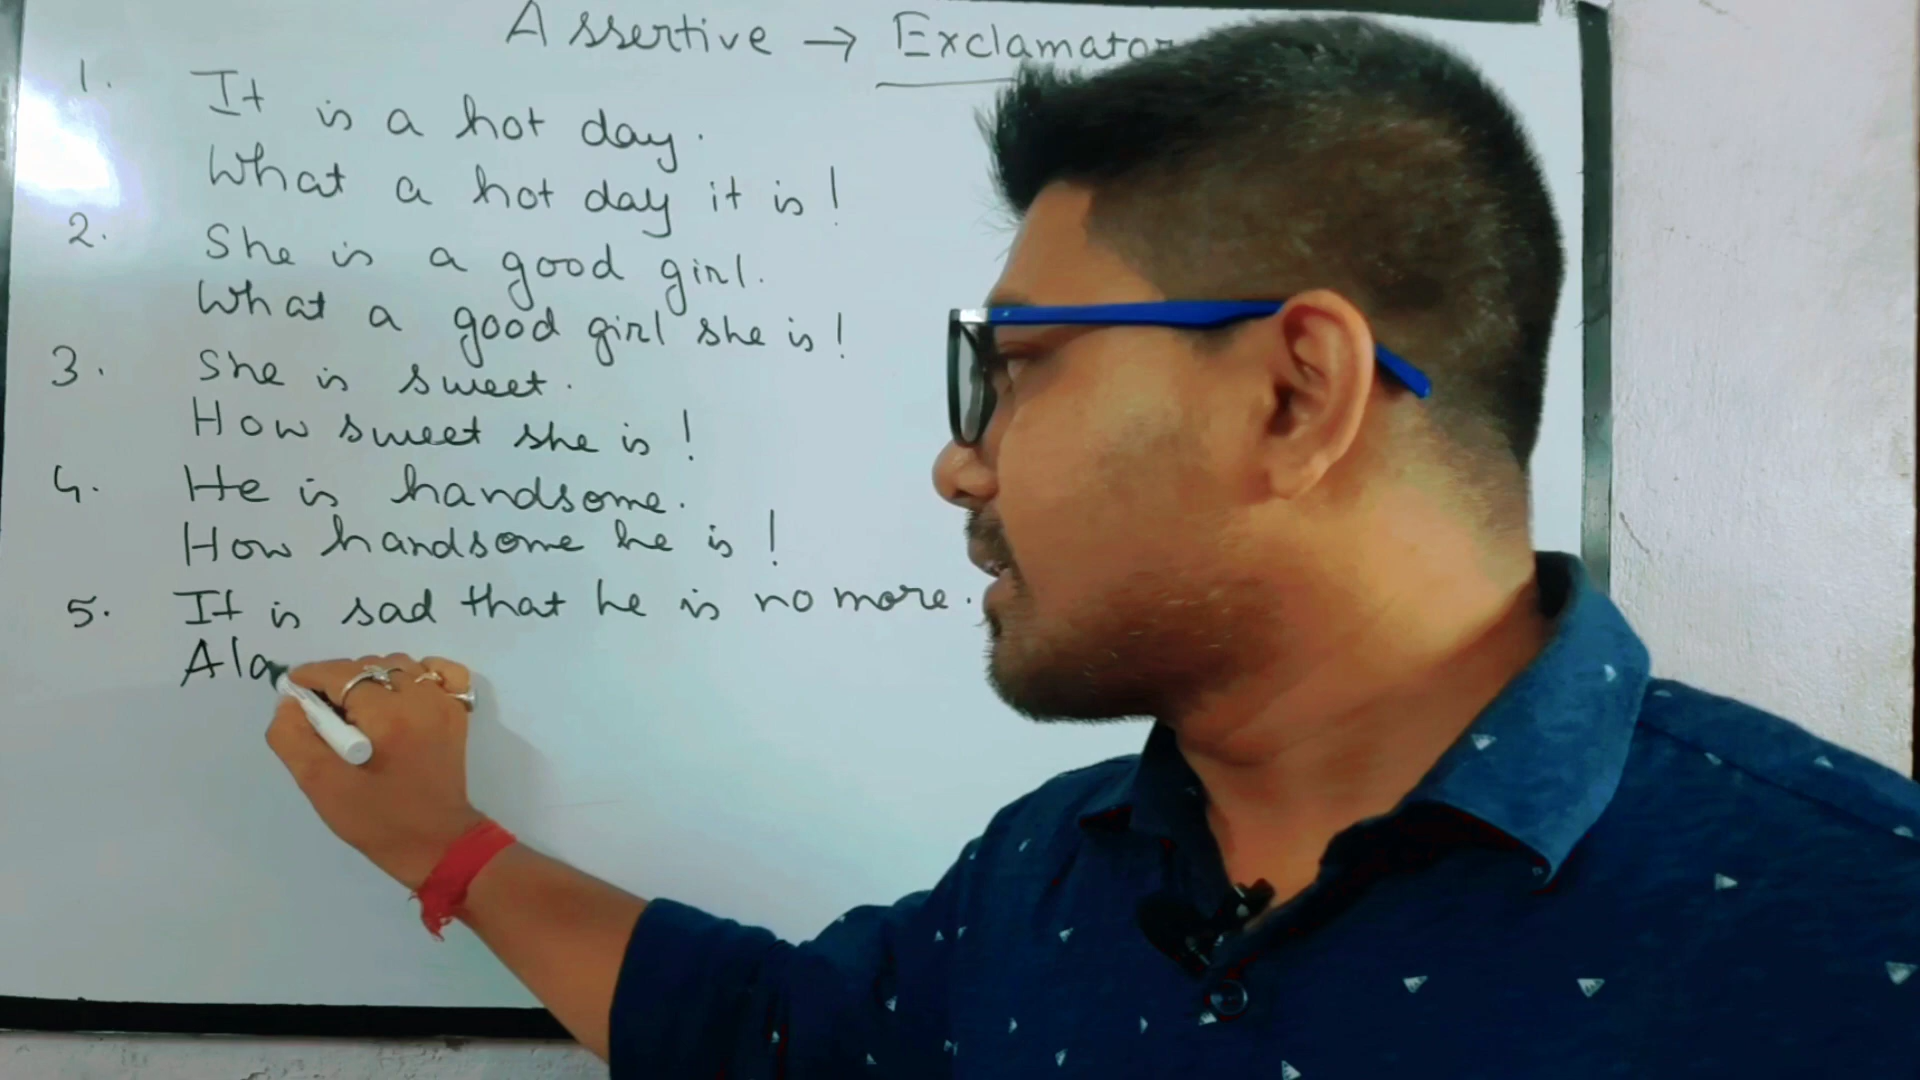 Assertive → Exclamator
1. It is a hot day.
What a hot day it is!
2. She is a good girl.
What a good girl she is!
3. She is sweet.
How sweet she is!
4. He is handsome.
How handsome he is!
5. It is sad that he is no more.
Ala